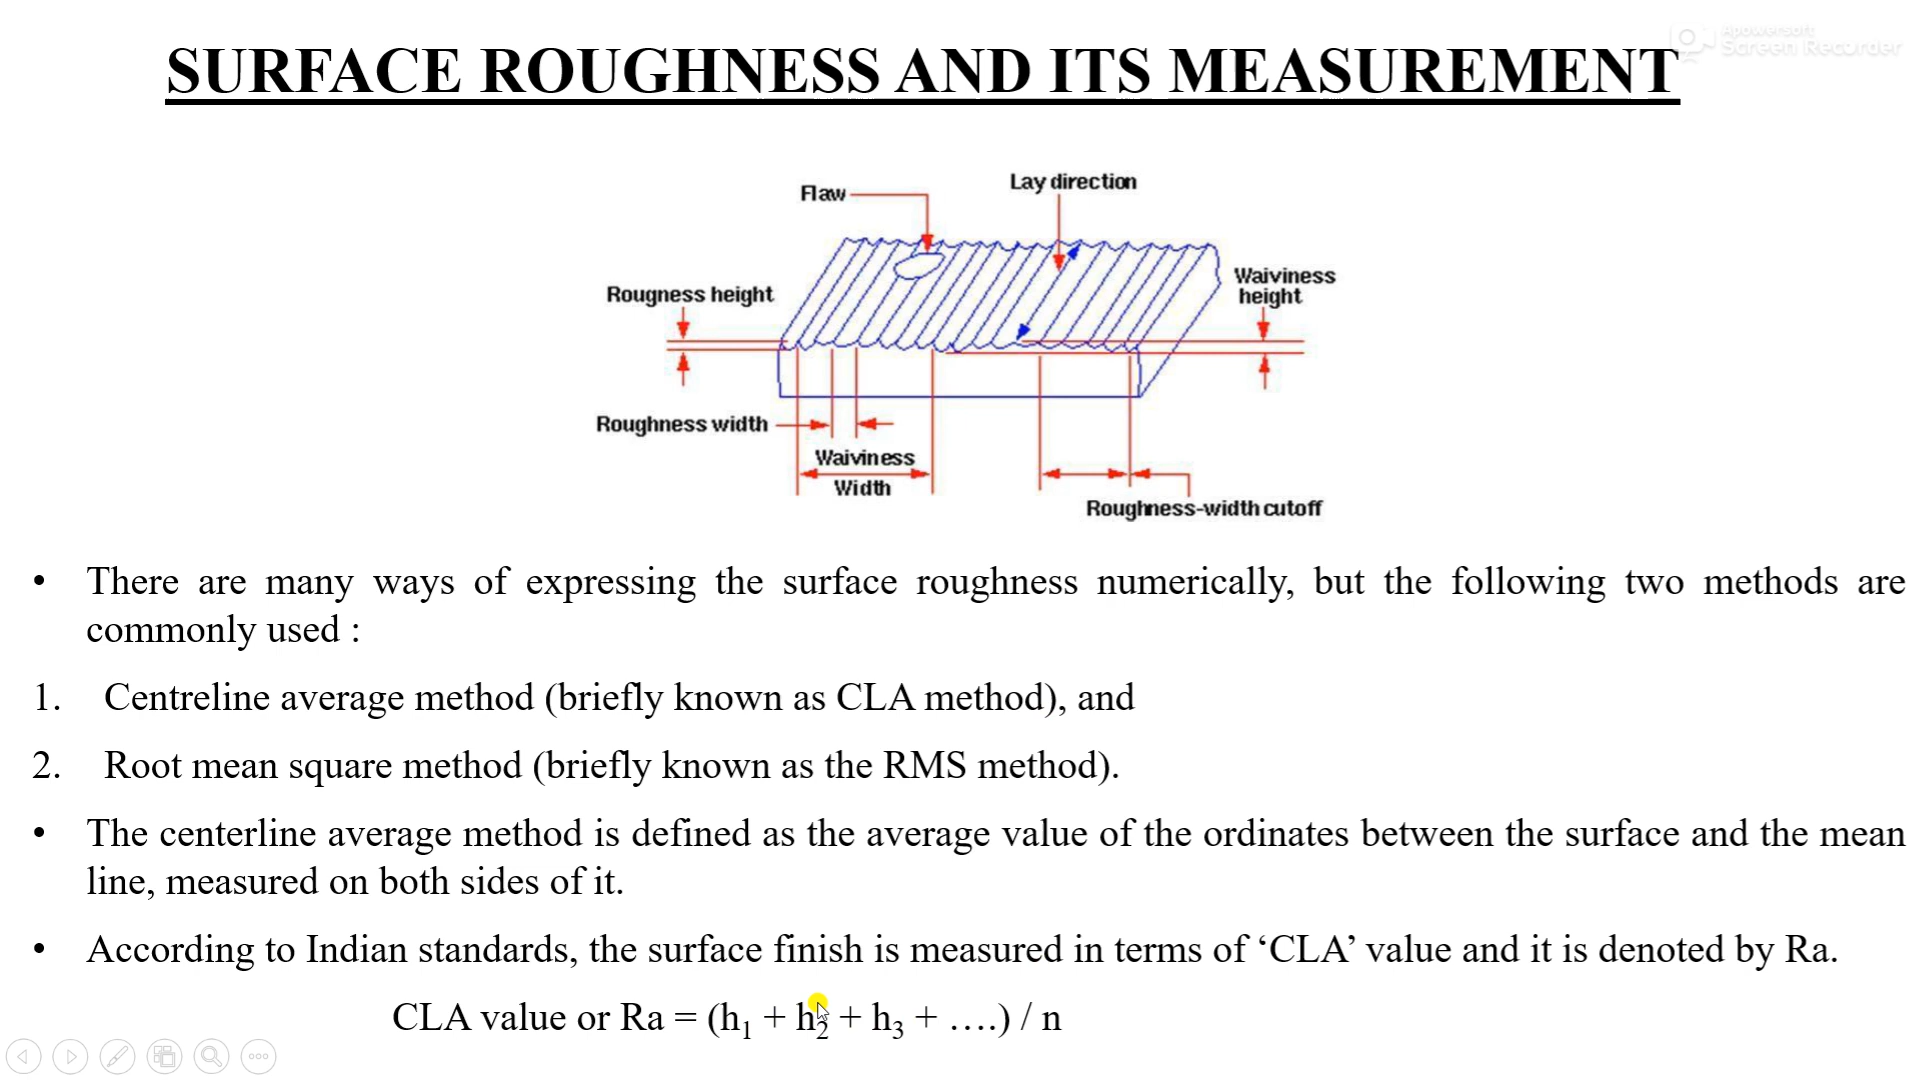 Apowersoft
Screen Recorder
SURFACE ROUGHNESS AND ITS MEASUREMENT
Flaw
Lay direction
Rougness height
Waiviness
height
Roughness width
Waiviness
Width
Roughness-width cutoff
• There are many ways of expressing the surface roughness numerically, but the following two methods are
commonly used :
1. Centreline average method (briefly known as CLA method), and
2. Root mean square method (briefly known as the RMS method).
• The centerline average method is defined as the average value of the ordinates between the surface and the mean
line, measured on both sides of it.
• According to Indian standards, the surface finish is measured in terms of ‘CLA’ value and it is denoted by Ra.
CLA value or Ra = (h₁ + h₂ + h₃ + ….) / n